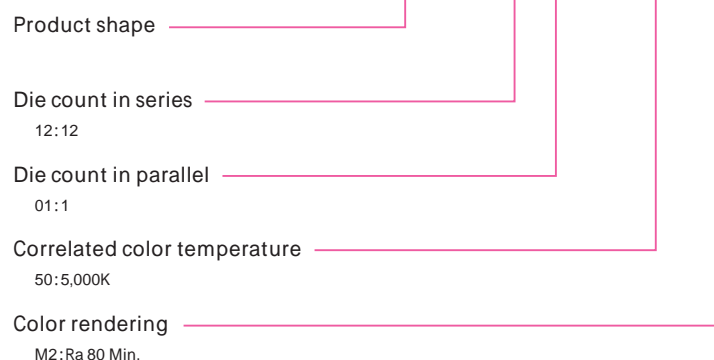 Product shape
Die count in series
12:12
Die count in parallel
01:1
Correlated color temperature
50:5,000K
Color rendering
M2:Ra 80 Min.